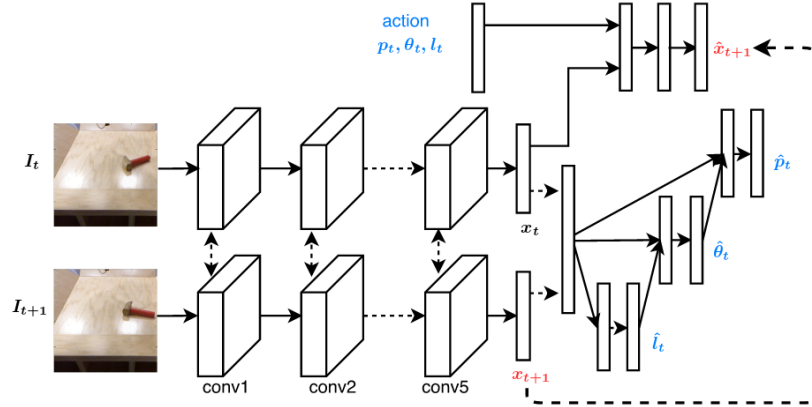 action
p_t, θ_t, l_t
x̂_{t+1}
I_t
p̂_t
x_t
θ̂_t
I_{t+1}
l̂_t
conv1 conv2 conv5
x_{t+1}